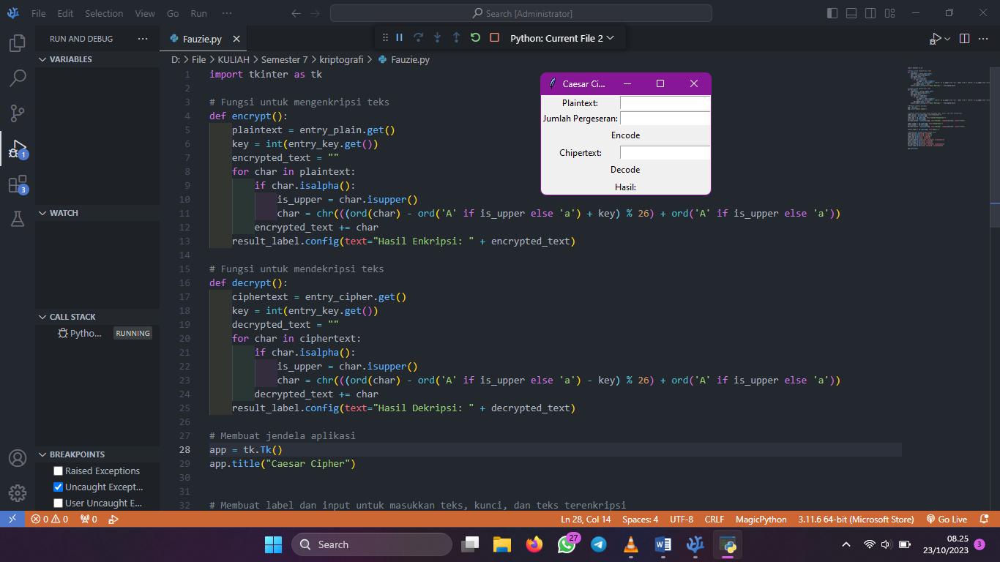 File Edit Selection View Go Run ··· Search [Administrator]
RUN AND DEBUG ···
Fauzie.py
Python: Current File 2
D: > File > KULIAH > Semester 7 > kriptografi > Fauzie.py
VARIABLES
WATCH
CALL STACK
Pytho... RUNNING
BREAKPOINTS
Raised Exceptions
Uncaught Except...
User Uncaught E...
1
3
1 import tkinter as tk
2
3 # Fungsi untuk mengenkripsi teks
4 def encrypt():
5 plaintext = entry_plain.get()
6 key = int(entry_key.get())
7 encrypted_text = ""
8 for char in plaintext:
9 if char.isalpha():
10 is_upper = char.isupper()
11 char = chr(((ord(char) - ord('A' if is_upper else 'a') + key) % 26) + ord('A' if is_upper else 'a'))
12 encrypted_text += char
13 result_label.config(text="Hasil Enkripsi: " + encrypted_text)
14
15 # Fungsi untuk mendekripsi teks
16 def decrypt():
17 ciphertext = entry_cipher.get()
18 key = int(entry_key.get())
19 decrypted_text = ""
20 for char in ciphertext:
21 if char.isalpha():
22 is_upper = char.isupper()
23 char = chr(((ord(char) - ord('A' if is_upper else 'a') - key) % 26) + ord('A' if is_upper else 'a'))
24 decrypted_text += char
25 result_label.config(text="Hasil Dekripsi: " + decrypted_text)
26
27 # Membuat jendela aplikasi
28 app = tk.Tk()
29 app.title("Caesar Cipher")
30
31
32 # Membuat label dan input untuk masukkan teks, kunci, dan teks terenkripsi
Caesar Ci...
Plaintext:
Jumlah Pergeseran:
Encode
Chipertext:
Decode
Hasil:
0 0 0 Ln 28, Col 14 Spaces: 4 UTF-8 CRLF MagicPython 3.11.6 64-bit (Microsoft Store) Go Live
Search
27
08.25
23/10/2023
3